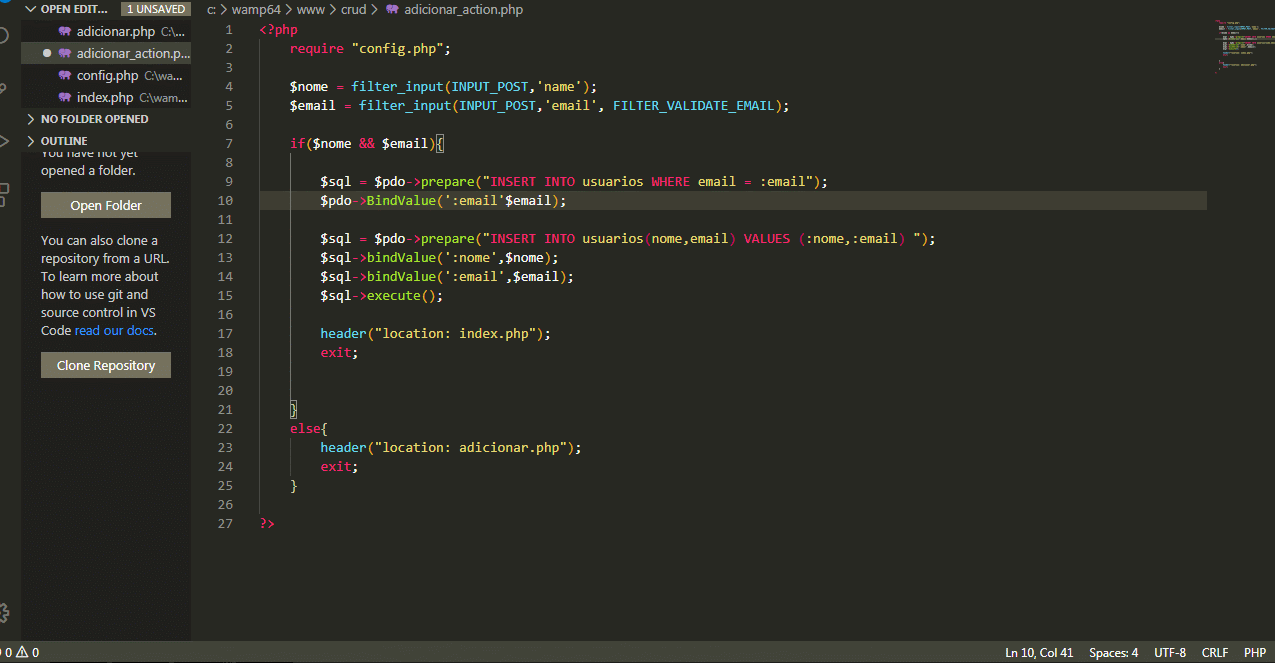 OPEN EDIT... 1 UNSAVED
adicionar.php C:\...
adicionar_action.p...
config.php C:\wa...
index.php C:\wam...
NO FOLDER OPENED
OUTLINE
You have not yet
opened a folder.
Open Folder
You can also clone a
repository from a URL.
To learn more about
how to use git and
source control in VS
Code read our docs.
Clone Repository
c: > wamp64 > www > crud > adicionar_action.php
1 <?php
2 require "config.php";
3
4 $nome = filter_input(INPUT_POST,'name');
5 $email = filter_input(INPUT_POST,'email', FILTER_VALIDATE_EMAIL);
6
7 if($nome && $email){
8
9 $sql = $pdo->prepare("INSERT INTO usuarios WHERE email = :email");
10 $pdo->BindValue(':email'$email);
11
12 $sql = $pdo->prepare("INSERT INTO usuarios(nome,email) VALUES (:nome,:email) ");
13 $sql->bindValue(':nome',$nome);
14 $sql->bindValue(':email',$email);
15 $sql->execute();
16
17 header("location: index.php");
18 exit;
19
20
21 }
22 else{
23 header("location: adicionar.php");
24 exit;
25 }
26
27 ?>
0 0 Ln 10, Col 41 Spaces: 4 UTF-8 CRLF PHP